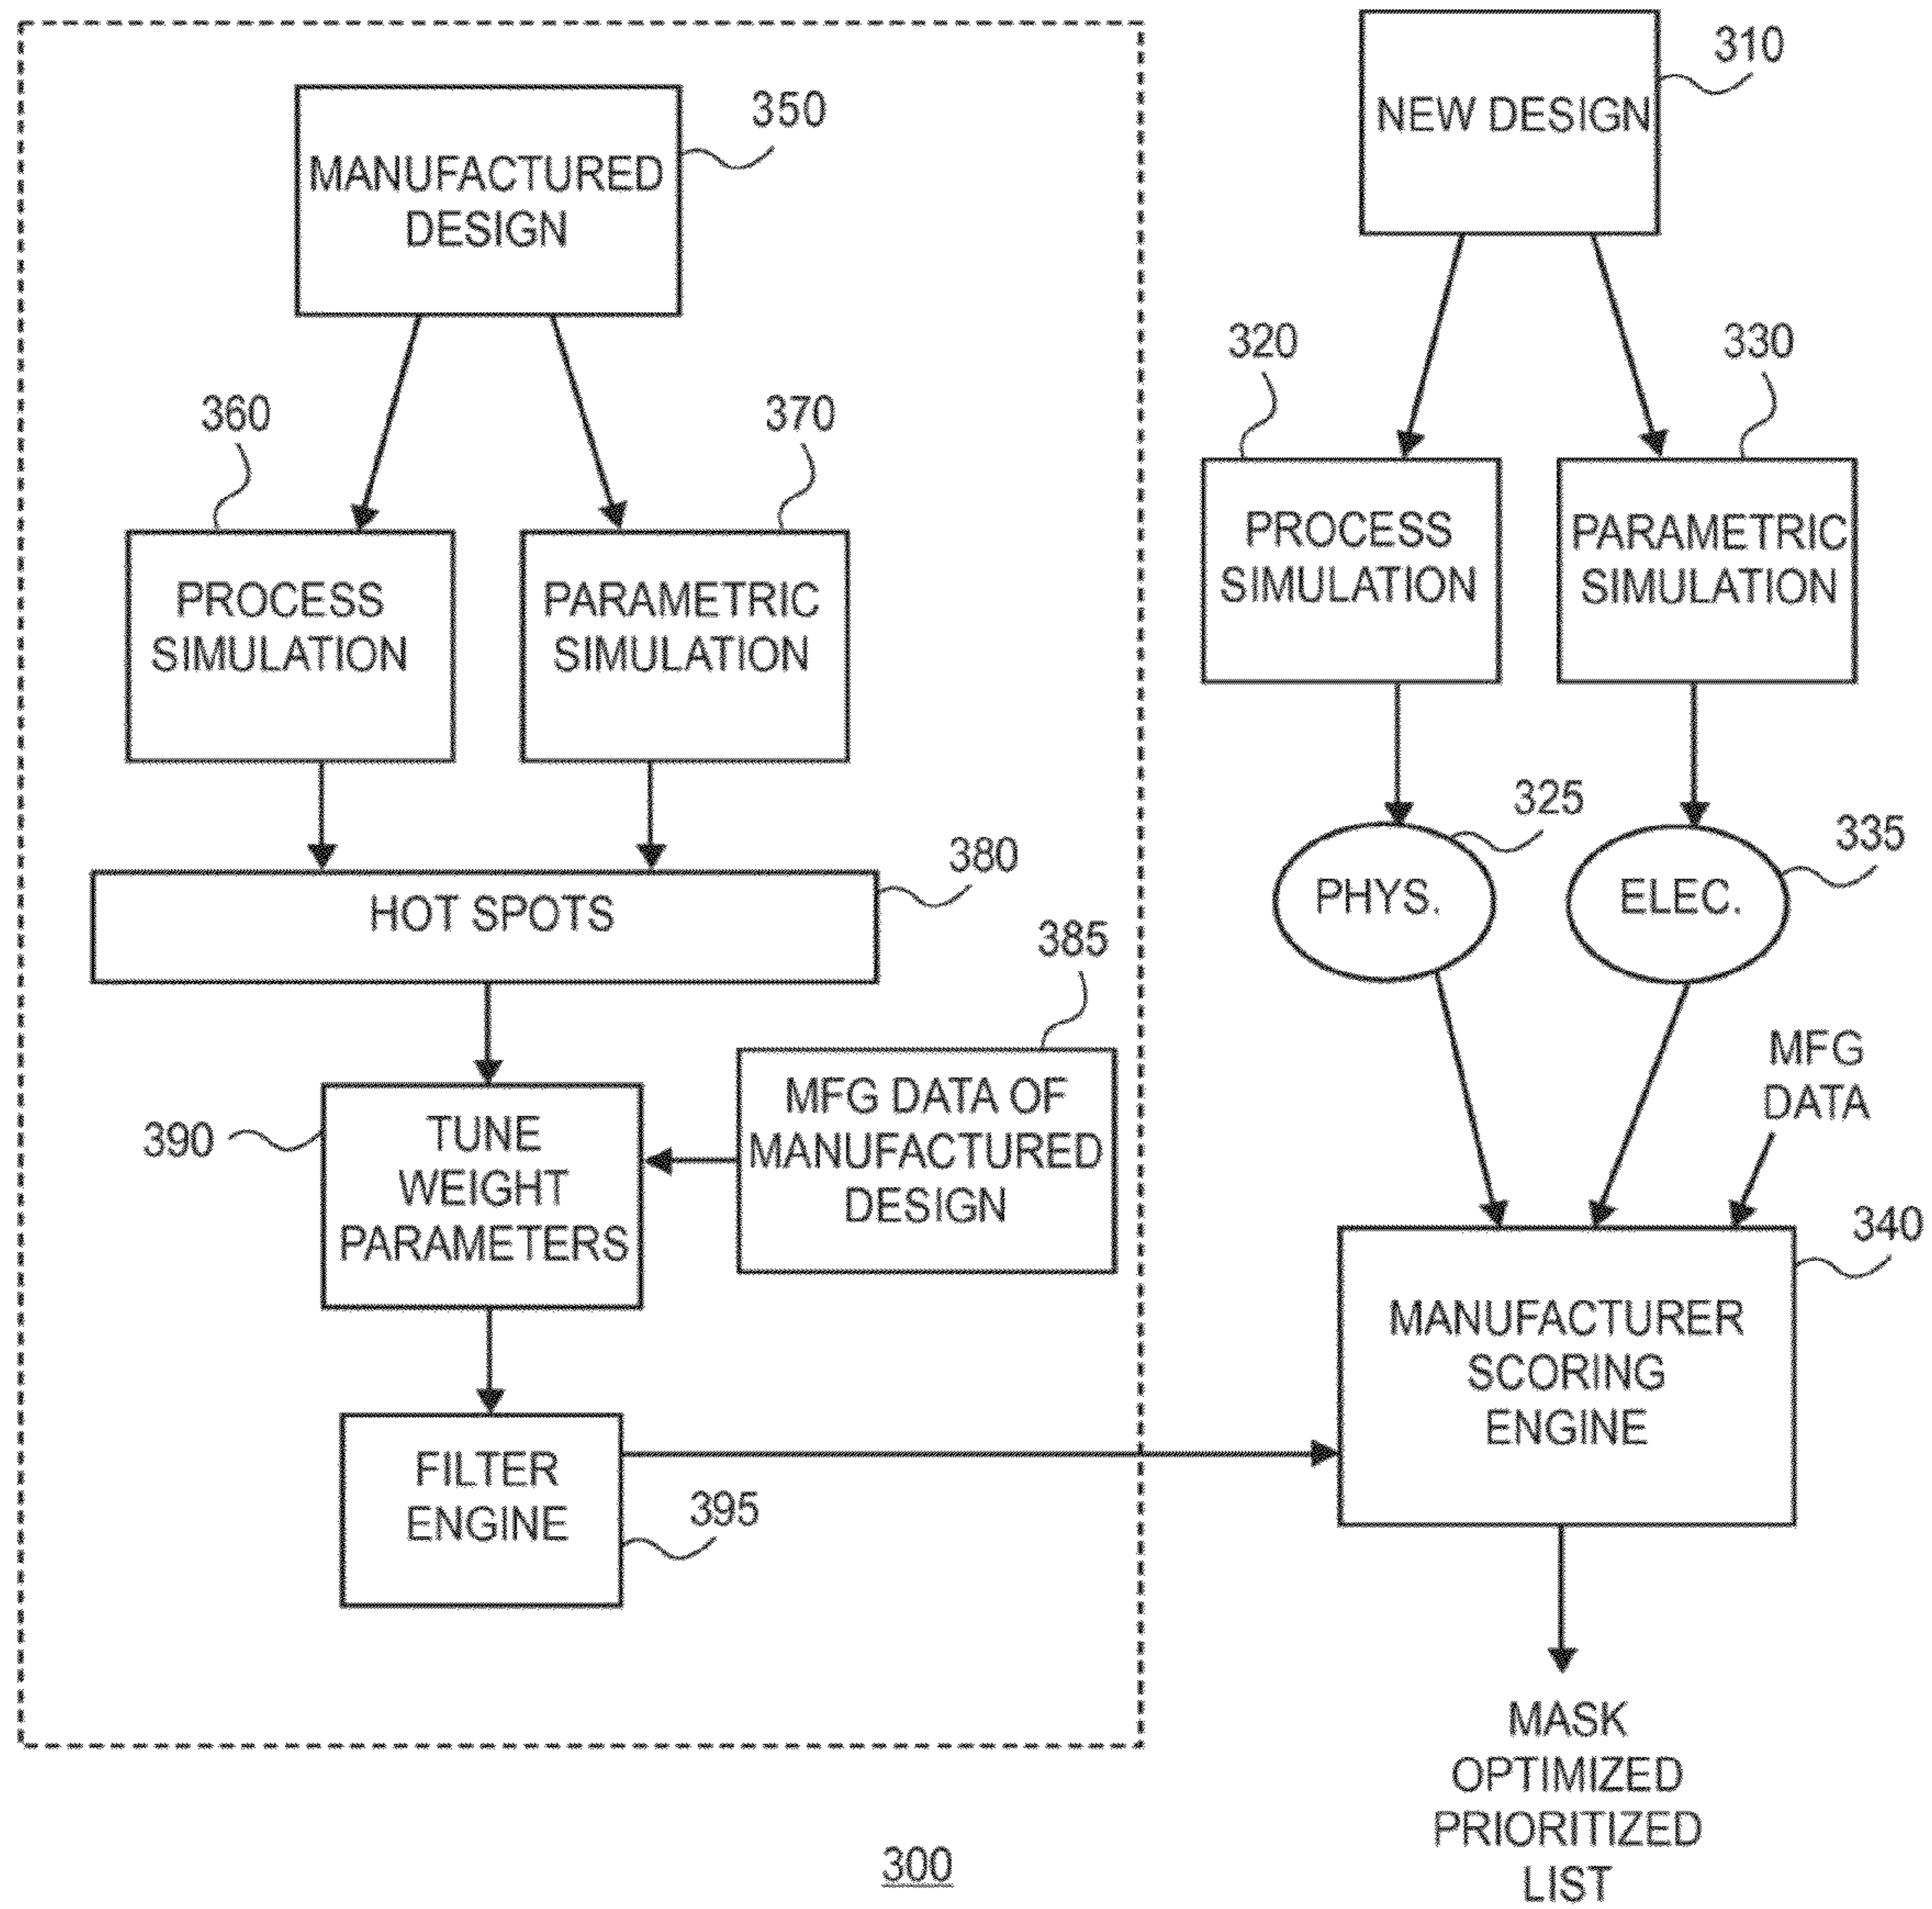 350
MANUFACTURED
DESIGN
360
370
PROCESS
SIMULATION
PARAMETRIC
SIMULATION
380
HOT SPOTS
385
MFG DATA OF
MANUFACTURED
DESIGN
390
TUNE
WEIGHT
PARAMETERS
FILTER
ENGINE
395
310
NEW DESIGN
320
330
PROCESS
SIMULATION
PARAMETRIC
SIMULATION
325
335
PHYS.
ELEC.
MFG
DATA
340
MANUFACTURER
SCORING
ENGINE
MASK
OPTIMIZED
PRIORITIZED
LIST
300